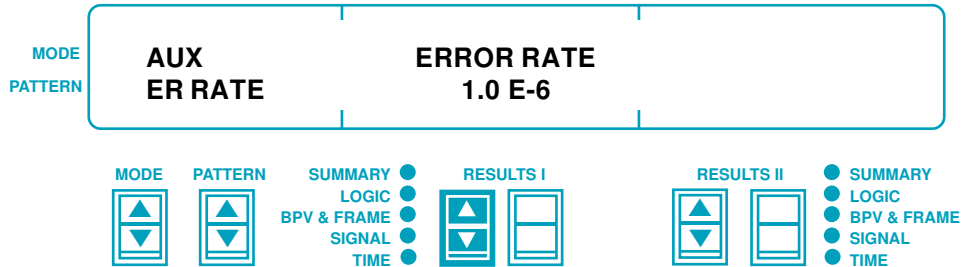 MODE
PATTERN
AUX ERROR RATE
ER RATE 1.0 E-6
MODE PATTERN SUMMARY RESULTS I RESULTS II SUMMARY
LOGIC LOGIC
BPV & FRAME BPV & FRAME
SIGNAL SIGNAL
TIME TIME